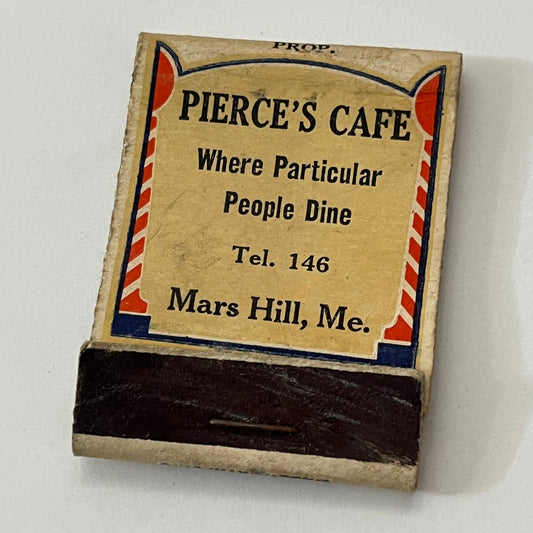 PROP.
PIERCE'S CAFE
Where Particular
People Dine
Tel. 146
Mars Hill, Me.